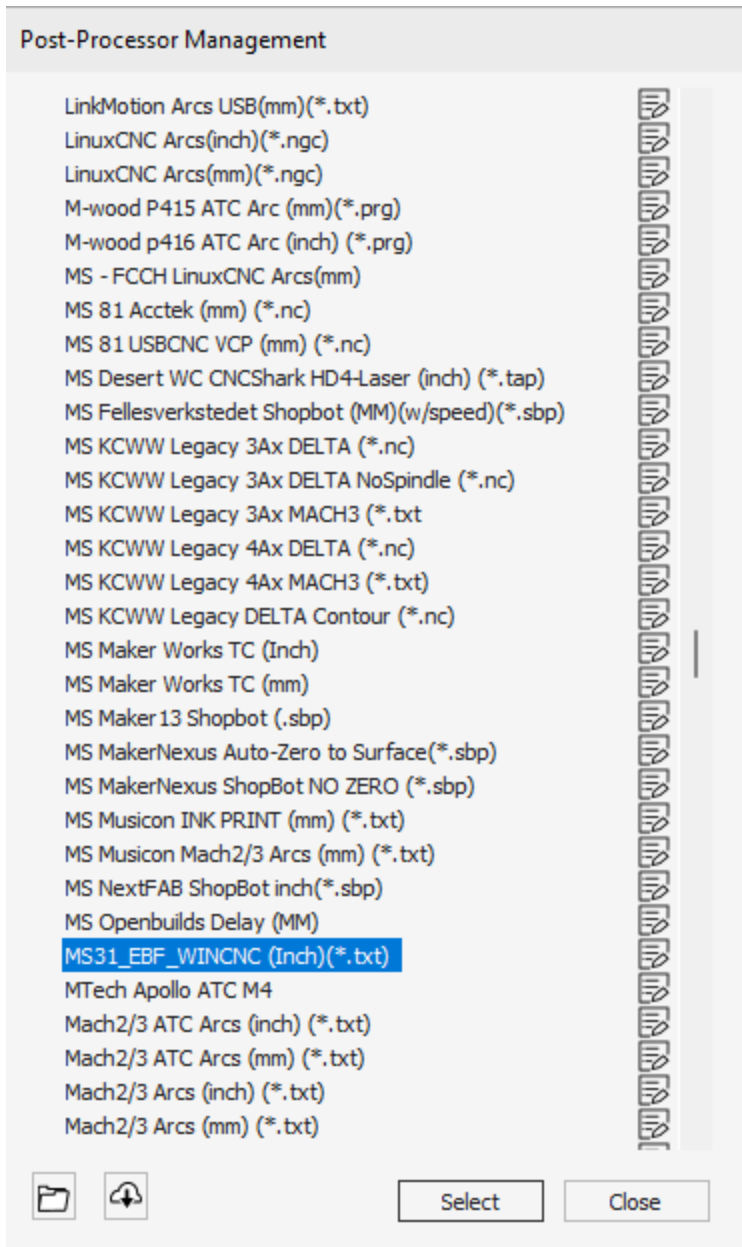 Post-Processor Management
LinkMotion Arcs USB(mm)(*.txt)
LinuxCNC Arcs(inch)(*.ngc)
LinuxCNC Arcs(mm)(*.ngc)
M-wood P415 ATC Arc (mm)(*.prg)
M-wood p416 ATC Arc (inch) (*.prg)
MS - FCCH LinuxCNC Arcs(mm)
MS 81 Acctek (mm) (*.nc)
MS 81 USBCNC VCP (mm) (*.nc)
MS Desert WC CNCShark HD4-Laser (inch) (*.tap)
MS Fellesverkstedet Shopbot (MM)(w/speed)(*.sbp)
MS KCWW Legacy 3Ax DELTA (*.nc)
MS KCWW Legacy 3Ax DELTA NoSpindle (*.nc)
MS KCWW Legacy 3Ax MACH3 (*.txt
MS KCWW Legacy 4Ax DELTA (*.nc)
MS KCWW Legacy 4Ax MACH3 (*.txt)
MS KCWW Legacy DELTA Contour (*.nc)
MS Maker Works TC (Inch)
MS Maker Works TC (mm)
MS Maker13 Shopbot (.sbp)
MS MakerNexus Auto-Zero to Surface(*.sbp)
MS MakerNexus ShopBot NO ZERO (*.sbp)
MS Musicon INK PRINT (mm) (*.txt)
MS Musicon Mach2/3 Arcs (mm) (*.txt)
MS NextFAB ShopBot inch(*.sbp)
MS Openbuilds Delay (MM)
MS31_EBF_WINCNC (Inch)(*.txt)
MTech Apollo ATC M4
Mach2/3 ATC Arcs (inch) (*.txt)
Mach2/3 ATC Arcs (mm) (*.txt)
Mach2/3 Arcs (inch) (*.txt)
Mach2/3 Arcs (mm) (*.txt)
Select Close